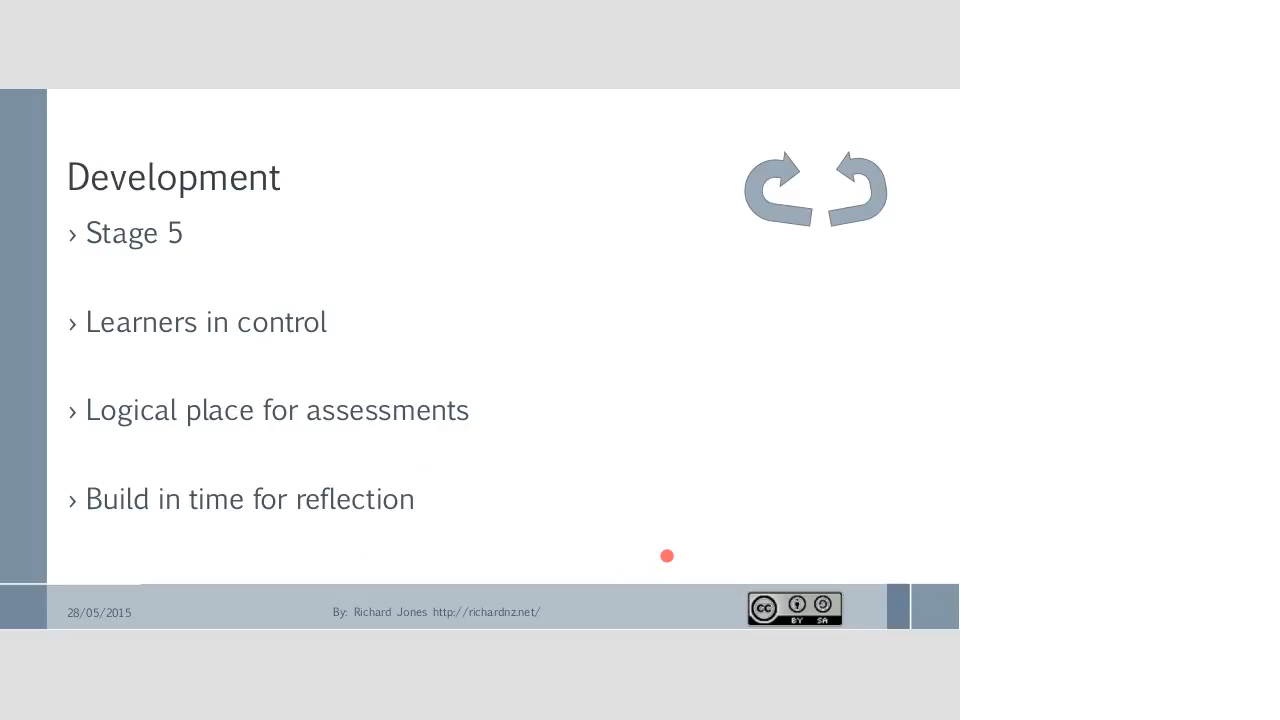 Development
› Stage 5
› Learners in control
› Logical place for assessments
› Build in time for reflection
28/05/2015
By: Richard Jones http://richardnz.net/
cc BY SA